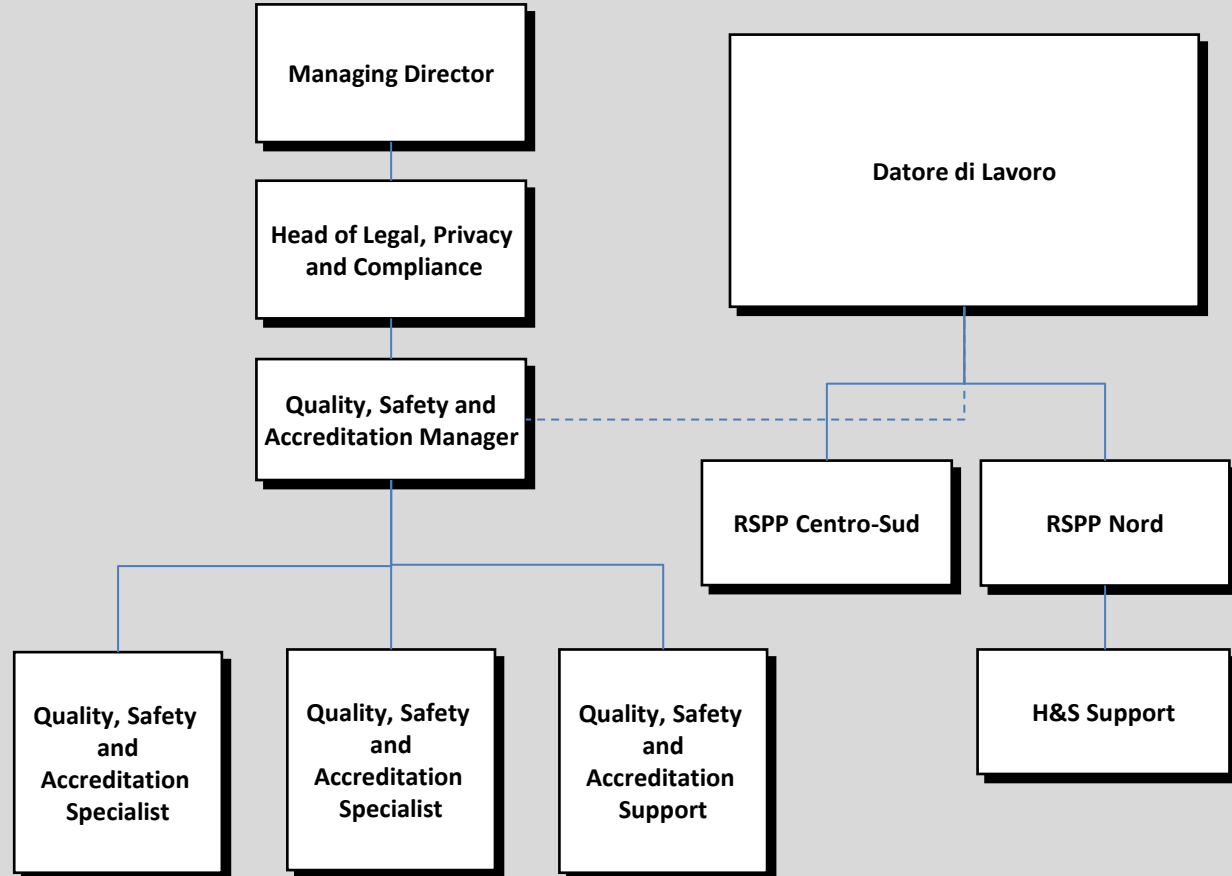 Managing Director
Datore di Lavoro
Head of Legal, Privacy
and Compliance
Quality, Safety and
Accreditation Manager
RSPP Centro-Sud
RSPP Nord
Quality, Safety
and
Accreditation
Specialist
Quality, Safety
and
Accreditation
Specialist
Quality, Safety
and
Accreditation
Support
H&S Support